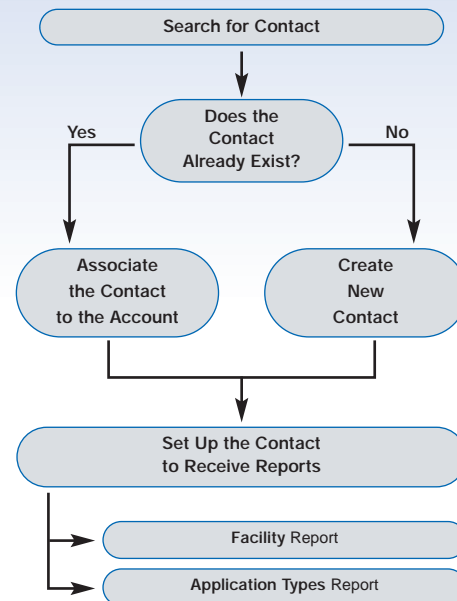 Search for Contact
Does the
Contact
Already Exist?
Yes
No
Associate
the Contact
to the Account
Create
New
Contact
Set Up the Contact
to Receive Reports
Facility Report
Application Types Report